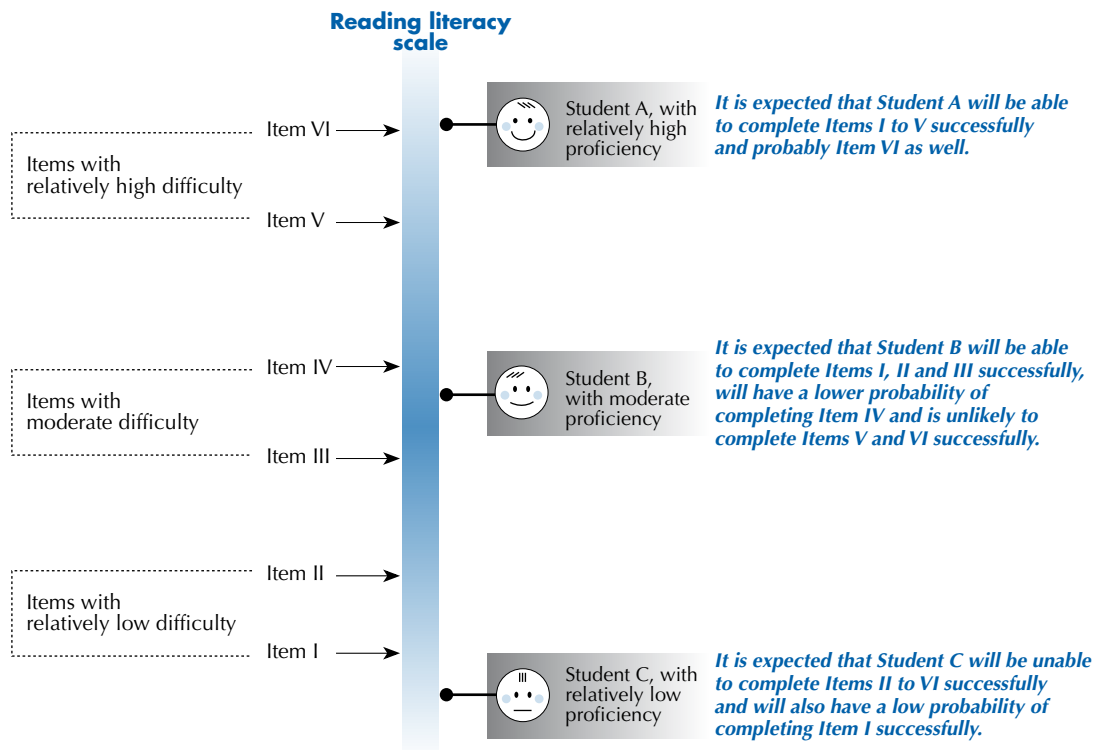 Reading literacy
scale
Item VI
Items with
relatively high difficulty
Item V
Student A, with
relatively high
proficiency
It is expected that Student A will be able
to complete Items I to V successfully
and probably Item VI as well.
Item IV
Items with
moderate difficulty
Item III
Student B,
with moderate
proficiency
It is expected that Student B will be able
to complete Items I, II and III successfully,
will have a lower probability of
completing Item IV and is unlikely to
complete Items V and VI successfully.
Item II
Items with
relatively low difficulty
Item I
Student C, with
relatively low
proficiency
It is expected that Student C will be unable
to complete Items II to VI successfully
and will also have a low probability of
completing Item I successfully.